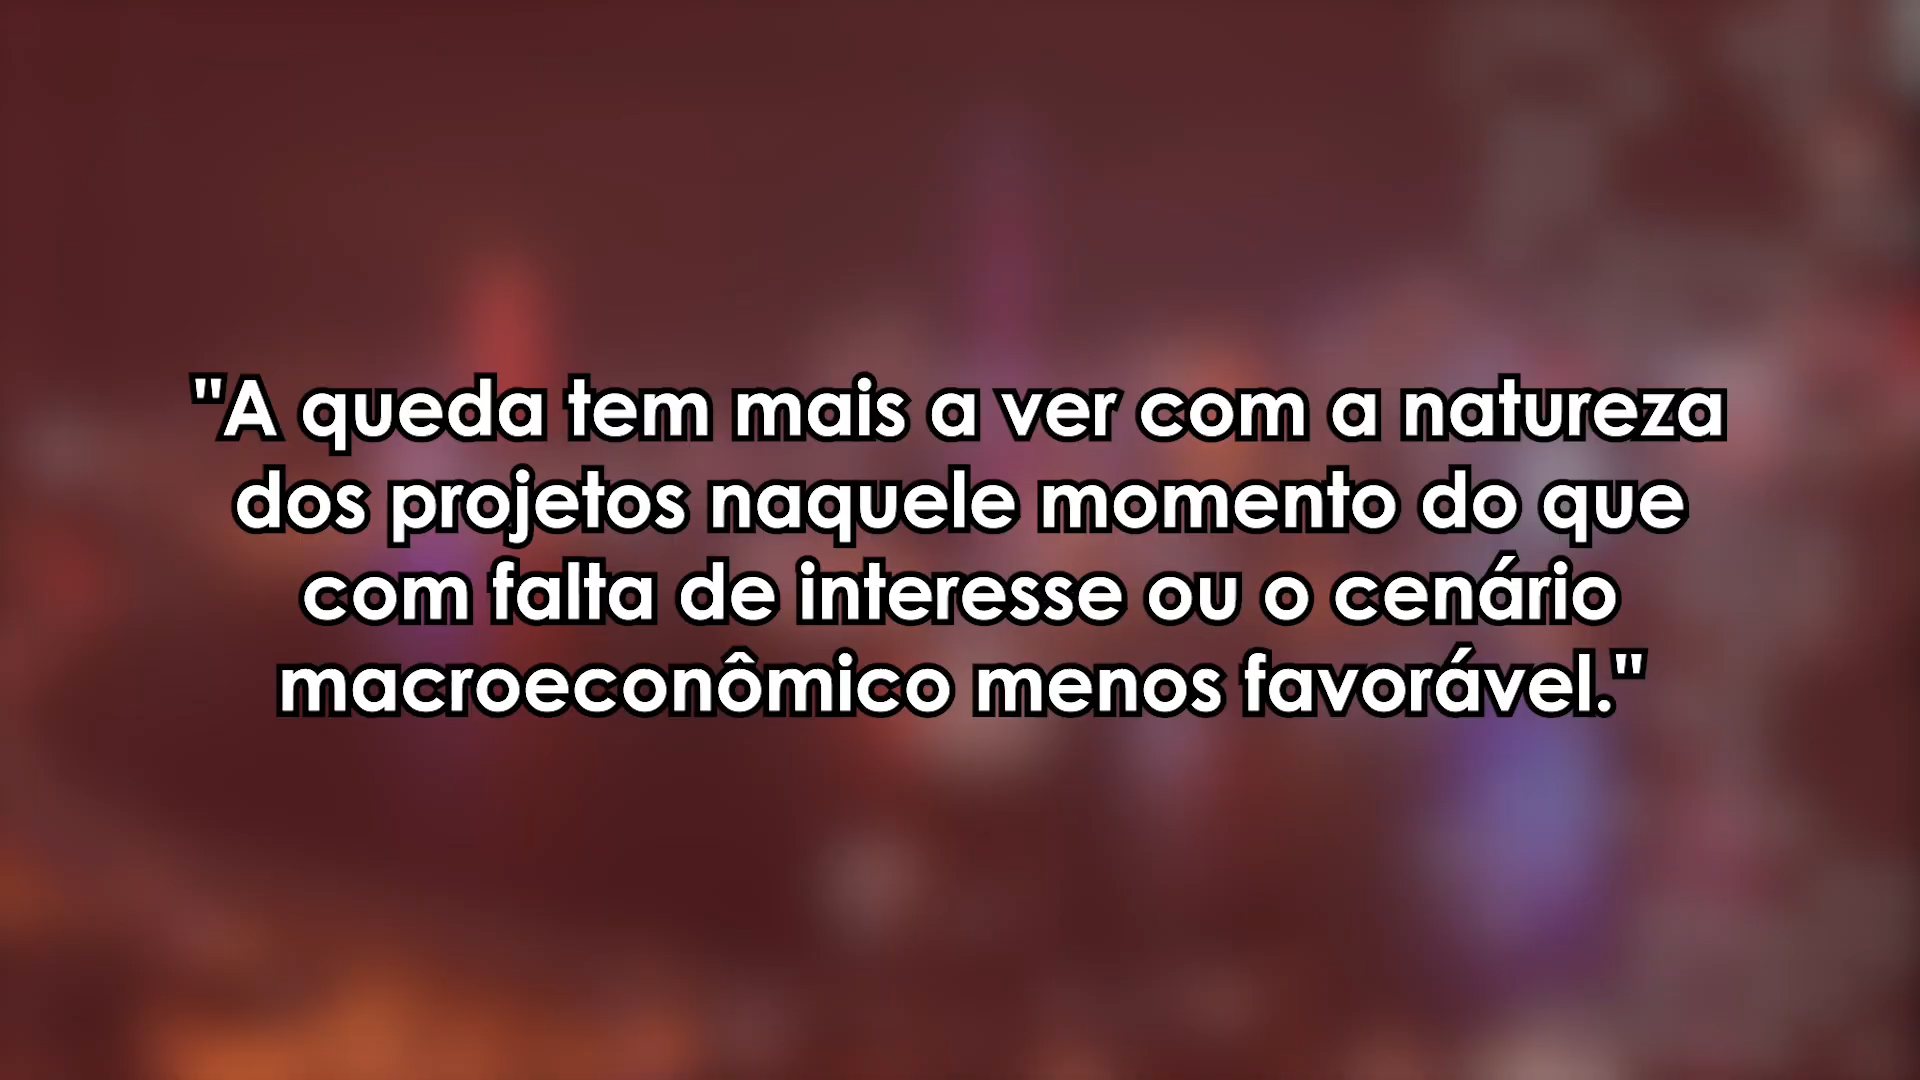 "A queda tem mais a ver com a natureza
dos projetos naquele momento do que
com falta de interesse ou o cenário
macroeconômico menos favorável."